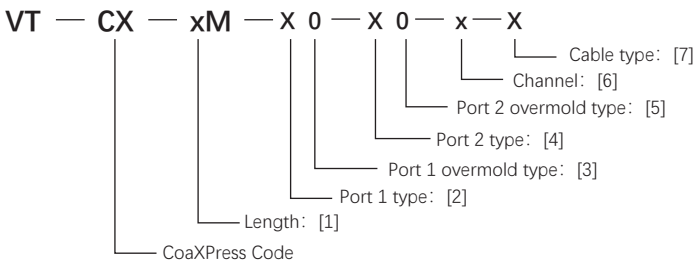 VT — CX — xM — X 0 — X 0 — x — X
Cable type: [7]
Channel: [6]
Port 2 overmold type: [5]
Port 2 type: [4]
Port 1 overmold type: [3]
Port 1 type: [2]
Length: [1]
CoaXPress Code